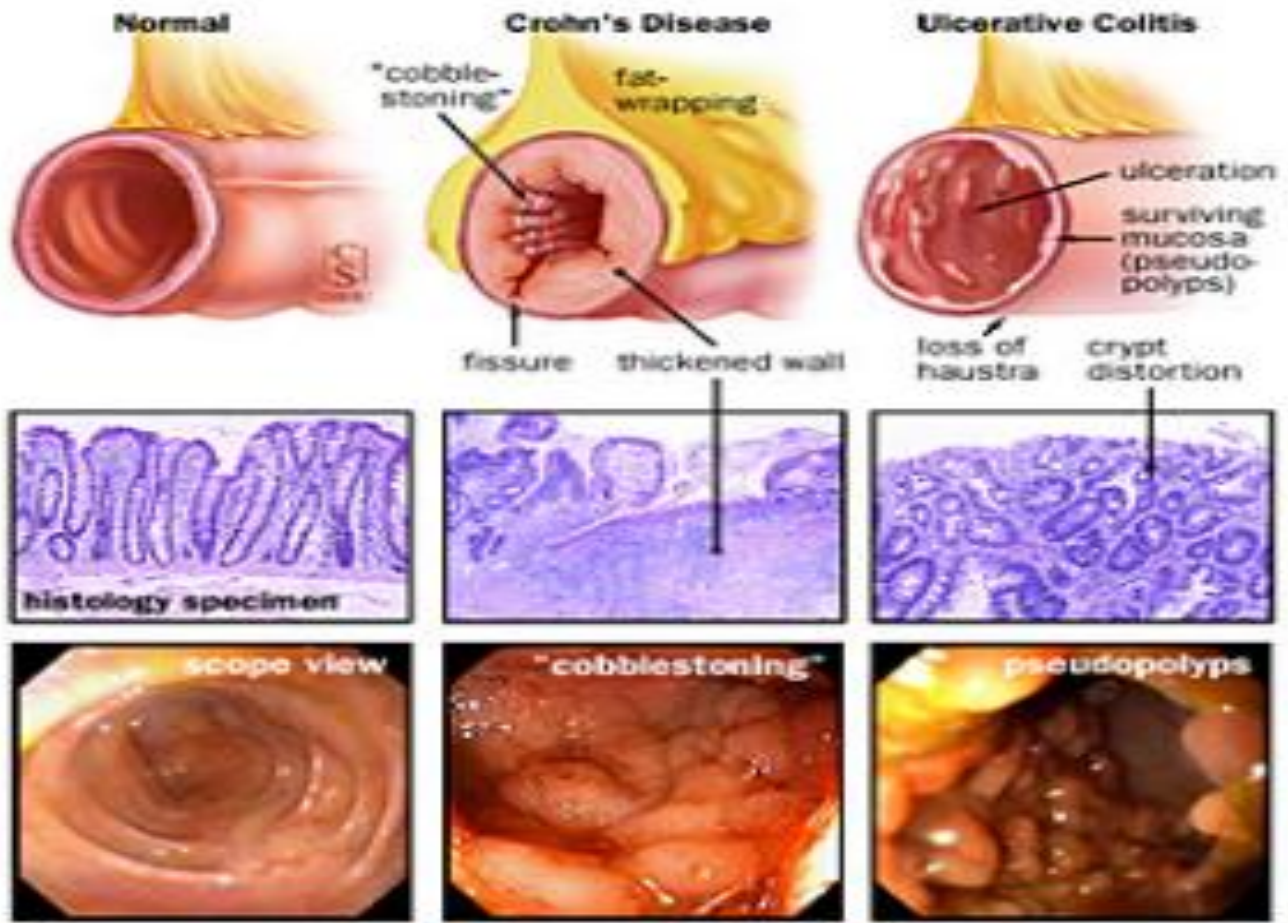 Normal
Crohn's Disease
Ulcerative Colitis
"cobble-
stoning"
fat-
wrapping
ulceration
surviving
mucosa
(pseudo-
polyps)
fissure
thickened wall
loss of
haustra
crypt
distortion
histology specimen
scope view
"cobblestoning"
pseudopolyps